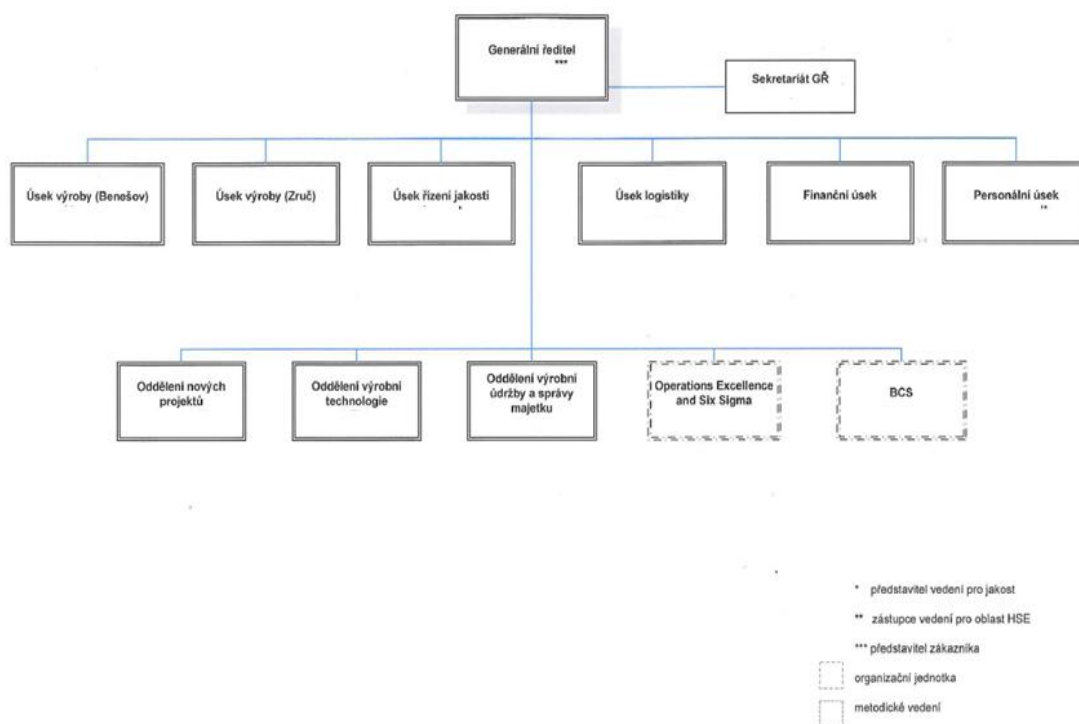 Generální ředitel
***
Sekretariát GŘ
Úsek výroby (Benešov)
Úsek výroby (Zruč)
Úsek řízení jakosti
*
Úsek logistiky
Finanční úsek
Personální úsek
**
Oddělení nových
projektů
Oddělení výrobní
technologie
Oddělení výrobní
údržby a správy
majetku
Operations Excellence
and Six Sigma
BCS
* představitel vedení pro jakost
** zástupce vedení pro oblast HSE
*** představitel zákazníka
organizační jednotka
metodické vedení